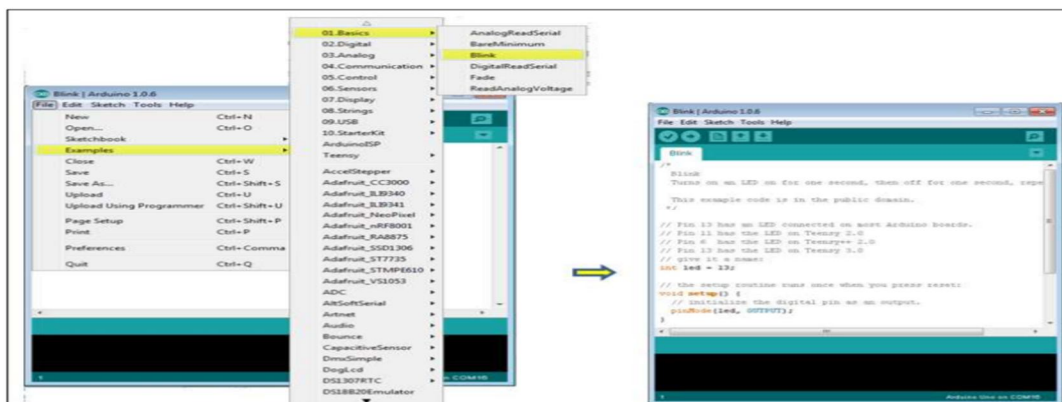 Blink | Arduino 1.0.6
File Edit Sketch Tools Help
New Ctrl+N
Open... Ctrl+O
Sketchbook
Examples
Close Ctrl+W
Save Ctrl+S
Save As... Ctrl+Shift+S
Upload Ctrl+U
Upload Using Programmer Ctrl+Shift+U
Page Setup Ctrl+Shift+P
Print Ctrl+P
Preferences Ctrl+Comma
Quit Ctrl+Q
1
COM16
01.Basics
02.Digital
03.Analog
04.Communication
05.Control
06.Sensors
07.Display
08.Strings
09.USB
10.StarterKit
ArduinoISP
Teensy
AccelStepper
Adafruit_CC3000
Adafruit_ILI9340
Adafruit_ILI9341
Adafruit_NeoPixel
Adafruit_nRF8001
Adafruit_RA8875
Adafruit_SSD1306
Adafruit_ST7735
Adafruit_STMPE610
Adafruit_VS1053
ADC
AltSoftSerial
Artnet
Audio
Bounce
CapacitiveSensor
DmxSimple
DogLcd
DS1307RTC
DS18B20Emulator
AnalogReadSerial
BareMinimum
Blink
DigitalReadSerial
Fade
ReadAnalogVoltage
Blink | Arduino 1.0.6
File Edit Sketch Tools Help
Blink
/*
Blink
Turns on an LED on for one second, then off for one second, repe
This example code is in the public domain.
*/
// Pin 13 has an LED connected on most Arduino boards.
// Pin 11 has the LED on Teensy 2.0
// Pin 6 has the LED on Teensy++ 2.0
// Pin 13 has the LED on Teensy 3.0
// give it a name:
int led = 13;
// the setup routine runs once when you press reset:
void setup() {
// initialize the digital pin as an output.
pinMode(led, OUTPUT);
}
1
Arduino Uno on COM16